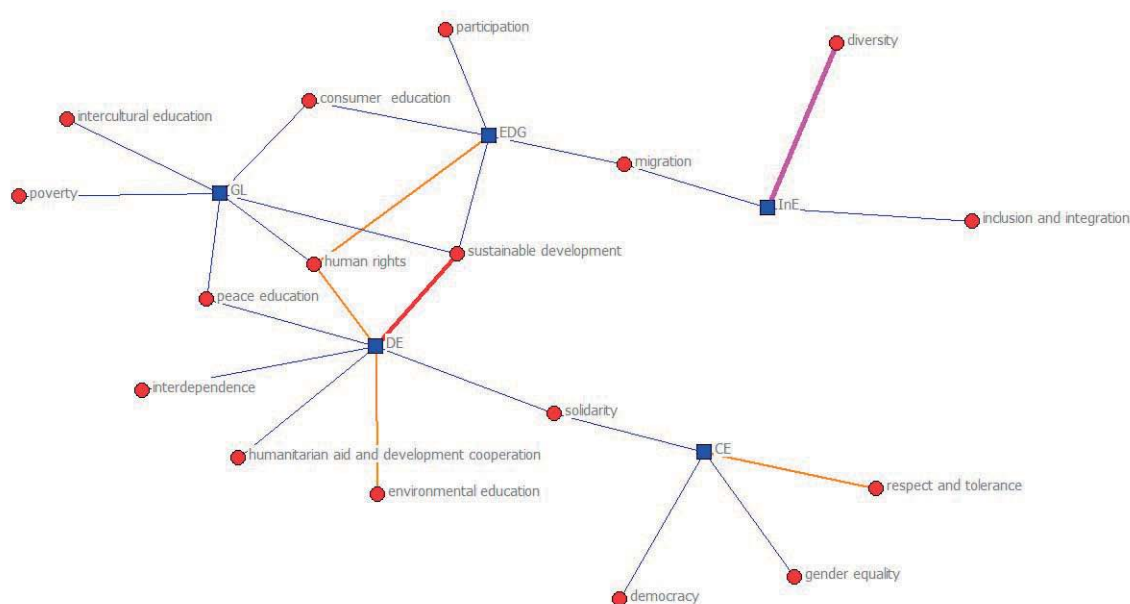 participation
diversity
consumer education
intercultural education
EDG
migration
GL
poverty
InE
inclusion and integration
sustainable development
human rights
peace education
DE
interdependence
solidarity
CE
humanitarian aid and development cooperation
respect and tolerance
environmental education
gender equality
democracy